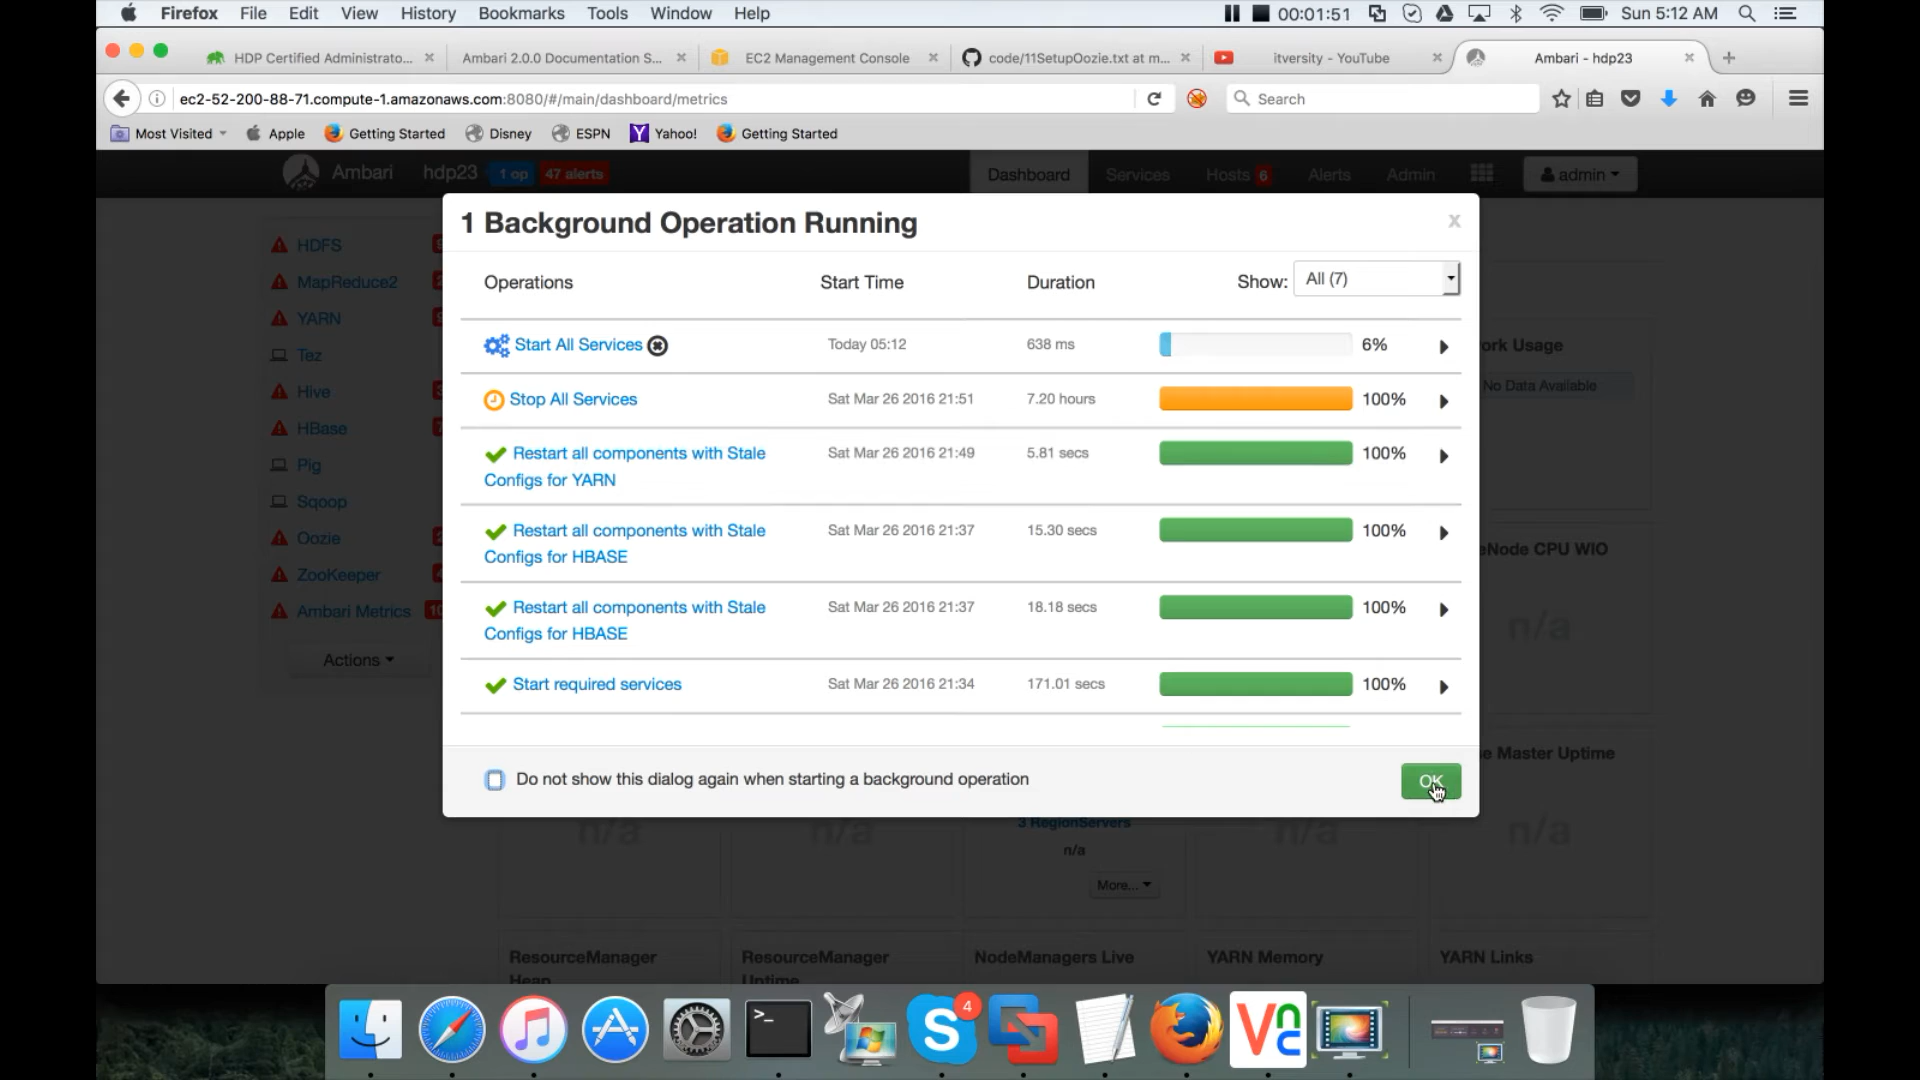 Firefox File Edit View History Bookmarks Tools Window Help 00:01:51 Sun 5:12 AM
HDP Certified Administrato... Ambari 2.0.0 Documentation S... EC2 Management Console code/11SetupOozie.txt at m... itversity - YouTube Ambari - hdp23
ec2-52-200-88-71.compute-1.amazonaws.com:8080/#/main/dashboard/metrics Search
Most Visited Apple Getting Started Disney ESPN Yahoo! Getting Started
Ambari hdp23 1 op 47 alerts Dashboard Services Hosts 6 Alerts Admin admin
1 Background Operation Running x
Operations Start Time Duration Show: All (7)
Start All Services Today 05:12 638 ms 6%
Stop All Services Sat Mar 26 2016 21:51 7.20 hours 100%
Restart all components with Stale Configs for YARN Sat Mar 26 2016 21:49 5.81 secs 100%
Restart all components with Stale Configs for HBASE Sat Mar 26 2016 21:37 15.30 secs 100%
Restart all components with Stale Configs for HBASE Sat Mar 26 2016 21:37 18.18 secs 100%
Start required services Sat Mar 26 2016 21:34 171.01 secs 100%
Do not show this dialog again when starting a background operation OK
HDFS
MapReduce2
YARN
Tez
Hive
HBase
Pig
Sqoop
Oozie
ZooKeeper
Ambari Metrics 10
Actions
ork Usage
No Data Available
eNode CPU WIO
n/a
e Master Uptime
n/a n/a 3 RegionServers n/a n/a
n/a
More...
ResourceManager Heap ResourceManager Uptime NodeManagers Live YARN Memory YARN Links
4